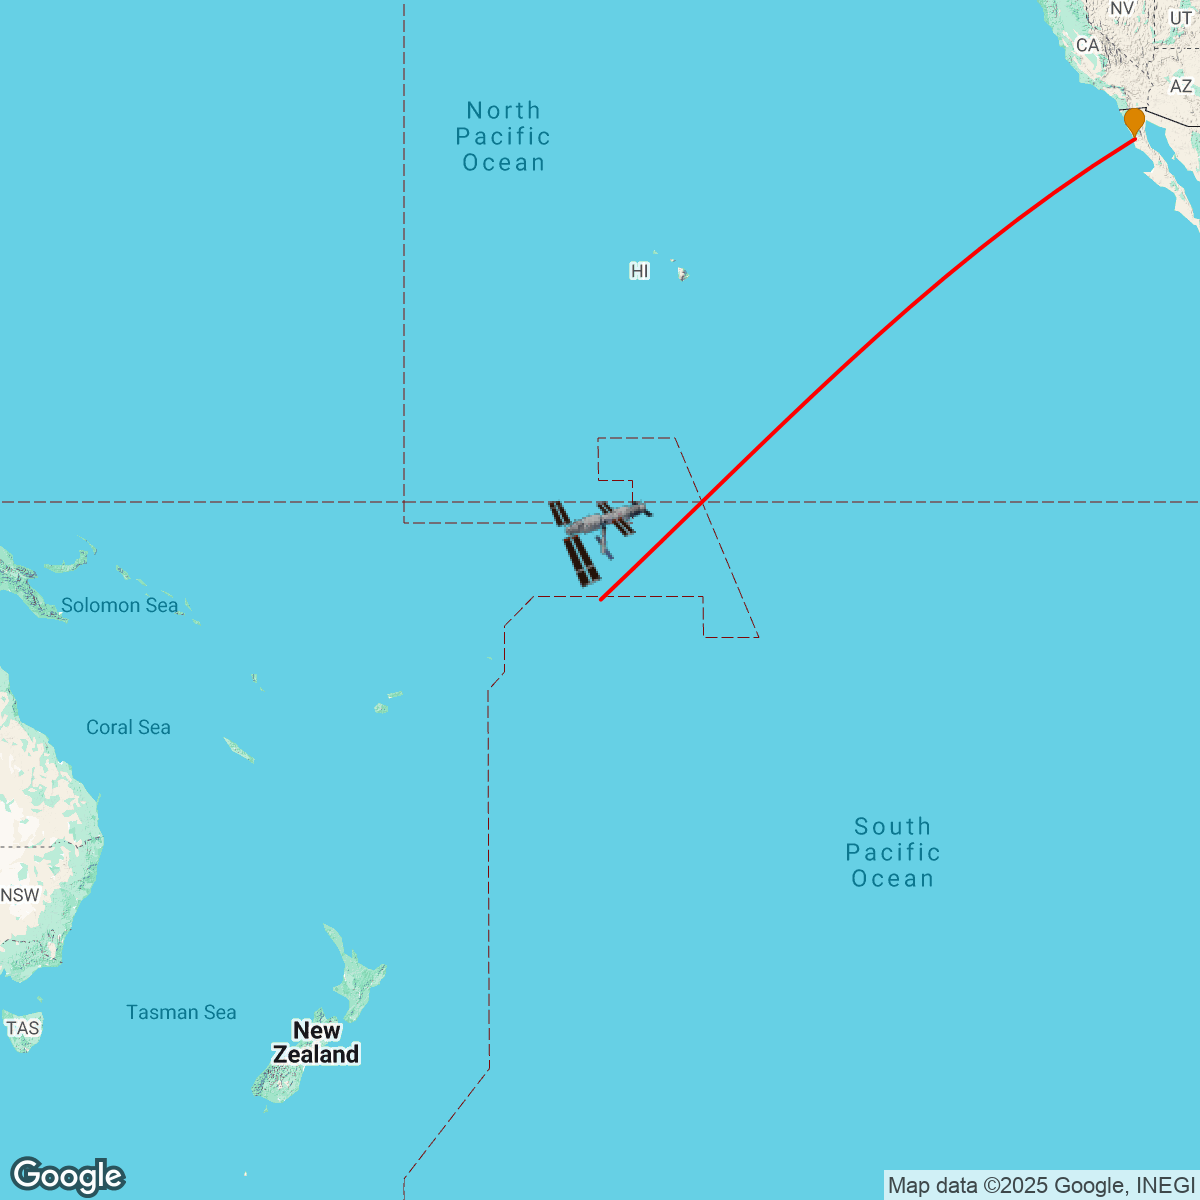 NV
UT
CA
AZ
North
Pacific
Ocean
HI
Solomon Sea
Coral Sea
South
Pacific
Ocean
NSW
Tasman Sea
TAS
New
Zealand
Google
Map data ©2025 Google, INEGI